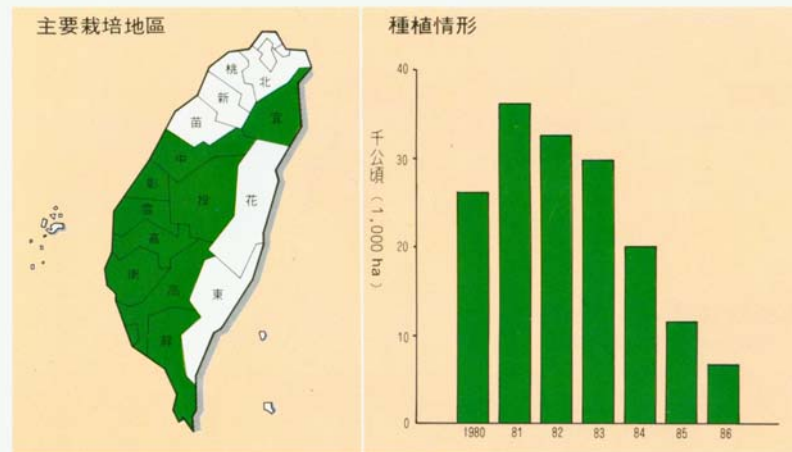 主要栽培地區
桃
北
新
苗
宜
中
彰
投
花
雲
嘉
南
高
東
屏
種植情形
千公頃（1,000 ha）
40
30
20
10
0
1980 81 82 83 84 85 86